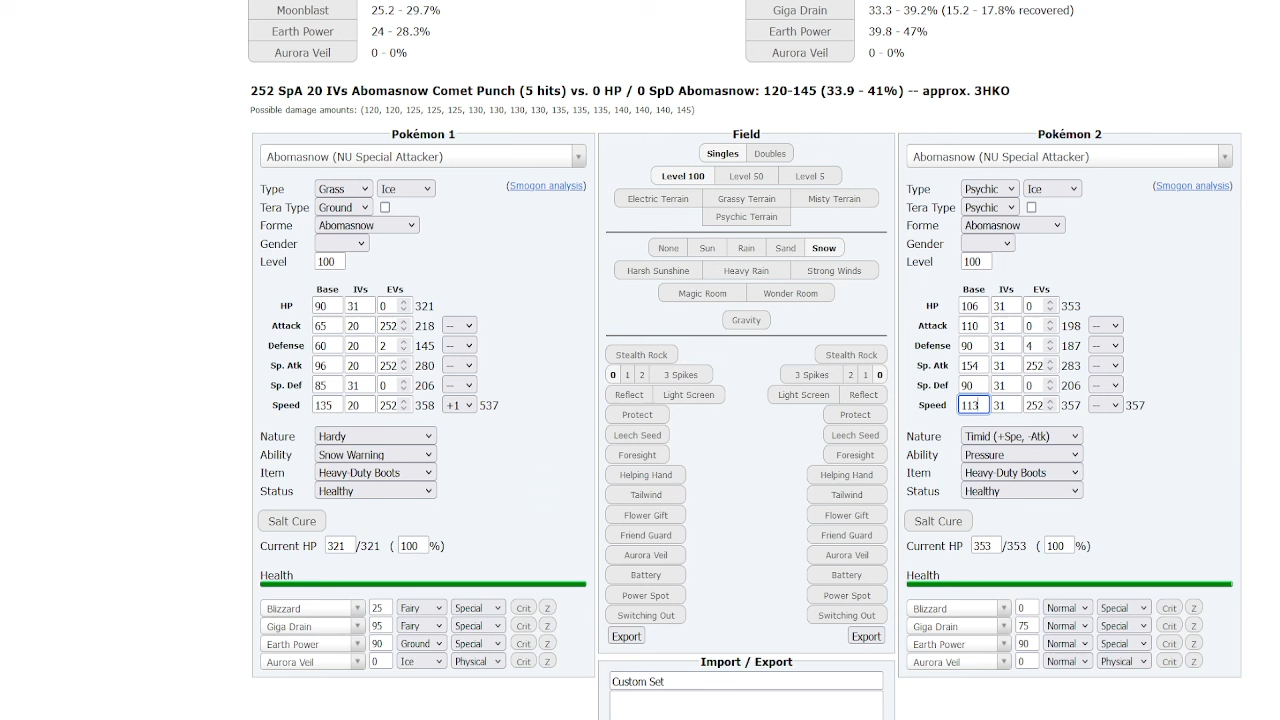 Moonblast 25.2 - 29.7% Giga Drain 33.3 - 39.2% (15.2 - 17.8% recovered)
Earth Power 24 - 28.3% Earth Power 39.8 - 47%
Aurora Veil 0 - 0% Aurora Veil 0 - 0%
252 SpA 20 IVs Abomasnow Comet Punch (5 hits) vs. 0 HP / 0 SpD Abomasnow: 120-145 (33.9 - 41%) -- approx. 3HKO
Possible damage amounts: (120, 120, 125, 125, 125, 130, 130, 130, 130, 135, 135, 135, 140, 140, 140, 145)
Pokémon 1
Abomasnow (NU Special Attacker)
Type Grass Ice (Smogon analysis)
Tera Type Ground
Forme Abomasnow
Gender
Level 100
Base IVs EVs
HP 90 31 0 321
Attack 65 20 252 218 --
Defense 60 20 2 145 --
Sp. Atk 96 20 252 280 --
Sp. Def 85 31 0 206 --
Speed 135 20 252 358 +1 537
Nature Hardy
Ability Snow Warning
Item Heavy-Duty Boots
Status Healthy
Salt Cure
Current HP 321 /321 ( 100 %)
Health
Blizzard 25 Fairy Special Crit Z
Giga Drain 95 Fairy Special Crit Z
Earth Power 90 Ground Special Crit Z
Aurora Veil 0 Ice Physical Crit Z
Field
Singles Doubles
Level 100 Level 50 Level 5
Electric Terrain Grassy Terrain Misty Terrain
Psychic Terrain
None Sun Rain Sand Snow
Harsh Sunshine Heavy Rain Strong Winds
Magic Room Wonder Room
Gravity
Stealth Rock Stealth Rock
0 1 2 3 Spikes 3 Spikes 2 1 0
Reflect Light Screen Light Screen Reflect
Protect Protect
Leech Seed Leech Seed
Foresight Foresight
Helping Hand Helping Hand
Tailwind Tailwind
Flower Gift Flower Gift
Friend Guard Friend Guard
Aurora Veil Aurora Veil
Battery Battery
Power Spot Power Spot
Switching Out Switching Out
Export Export
Import / Export
Custom Set
Pokémon 2
Abomasnow (NU Special Attacker)
Type Psychic Ice (Smogon analysis)
Tera Type Psychic
Forme Abomasnow
Gender
Level 100
Base IVs EVs
HP 106 31 0 353
Attack 110 31 0 198 --
Defense 90 31 4 187 --
Sp. Atk 154 31 252 283 --
Sp. Def 90 31 0 206 --
Speed 113 31 252 357 -- 357
Nature Timid (+Spe, -Atk)
Ability Pressure
Item Heavy-Duty Boots
Status Healthy
Salt Cure
Current HP 353 /353 ( 100 %)
Health
Blizzard 0 Normal Special Crit Z
Giga Drain 75 Normal Special Crit Z
Earth Power 90 Normal Special Crit Z
Aurora Veil 0 Normal Physical Crit Z